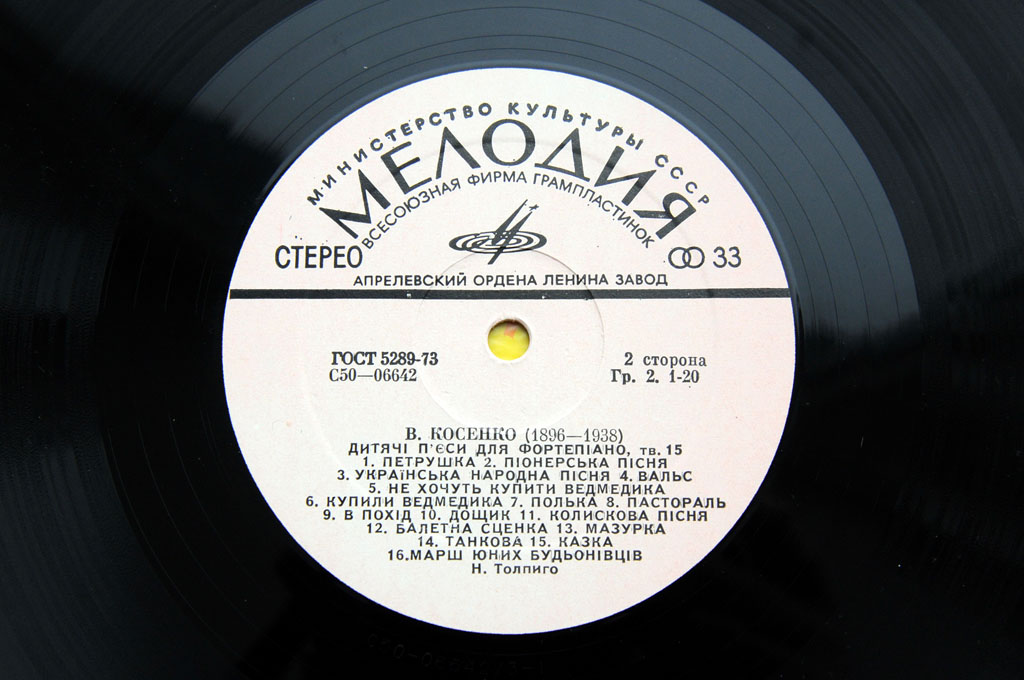 МИНИСТЕРСТВО КУЛЬТУРЫ СССР
МЕЛОДИЯ
ВСЕСОЮЗНАЯ ФИРМА ГРАМПЛАСТИНОК
СТЕРЕО
33
АПРЕЛЕВСКИЙ ОРДЕНА ЛЕНИНА ЗАВОД
ГОСТ 5289-73
С50—06642
2 сторона
Гр. 2. 1-20
В. КОСЕНКО (1896—1938)
ДИТЯЧІ П'ЄСИ ДЛЯ ФОРТЕПІАНО, тв. 15
1. ПЕТРУШКА 2. ПІОНЕРСЬКА ПІСНЯ
3. УКРАЇНСЬКА НАРОДНА ПІСНЯ 4. ВАЛЬС
5. НЕ ХОЧУТЬ КУПИТИ ВЕДМЕДИКА
6. КУПИЛИ ВЕДМЕДИКА 7. ПОЛЬКА 8. ПАСТОРАЛЬ
9. В ПОХІД 10. ДОЩИК 11. КОЛИСКОВА ПІСНЯ
12. БАЛЕТНА СЦЕНКА 13. МАЗУРКА
14. ТАНКОВА 15. КАЗКА
16.МАРШ ЮНИХ БУДЬОНІВЦІВ
Н. Толпиго